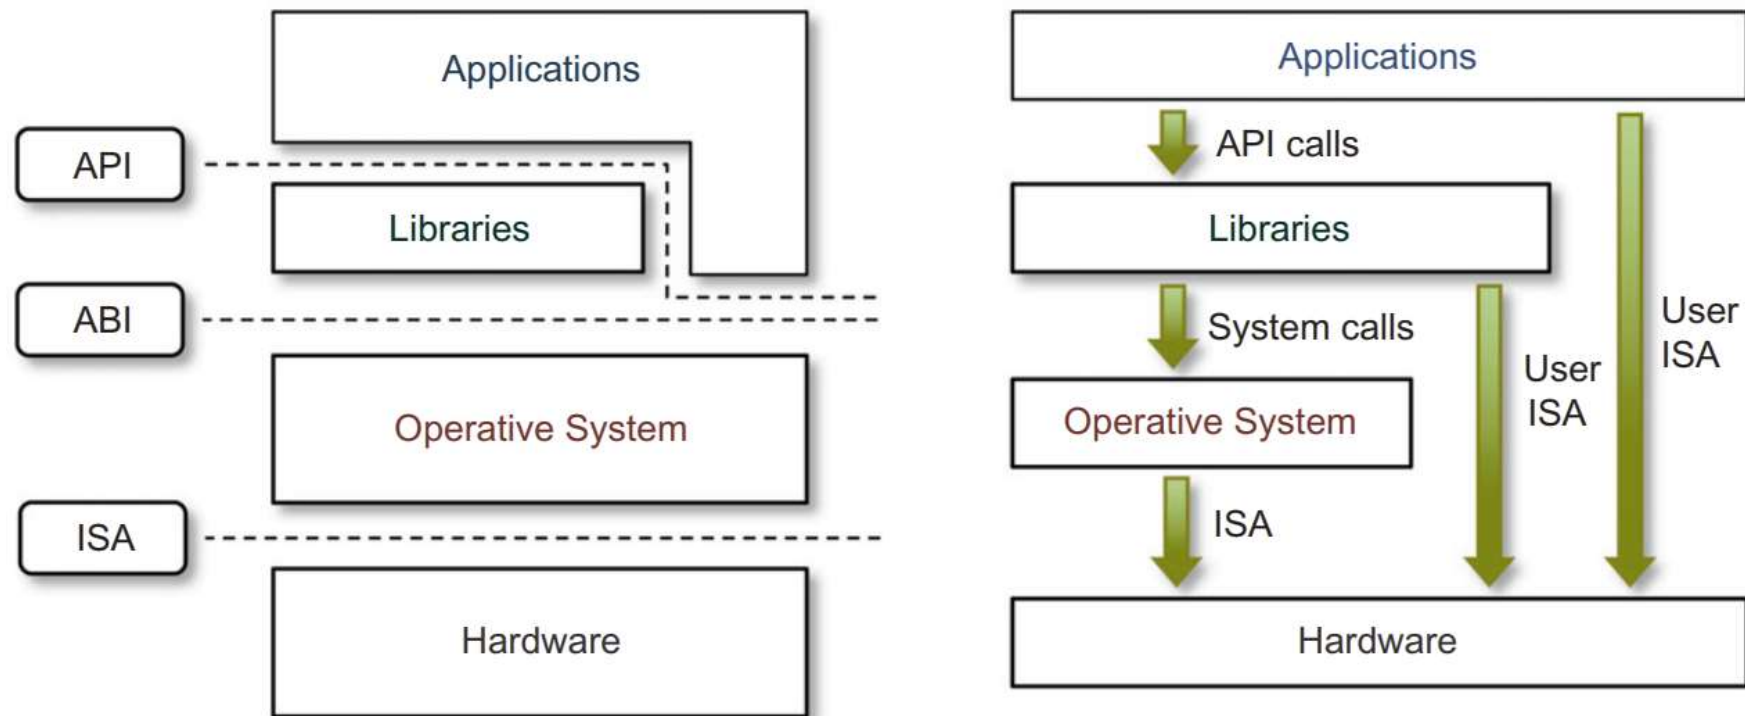 Applications
API
Libraries
ABI
Operative System
ISA
Hardware
Applications
API calls
Libraries
System calls
User
ISA
User
ISA
Operative System
ISA
Hardware